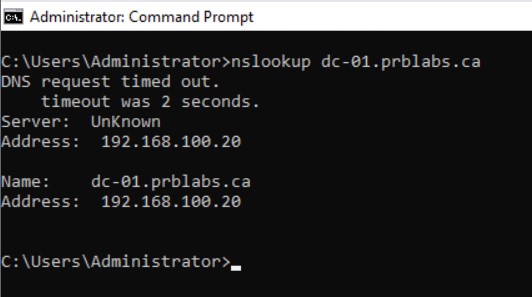 Administrator: Command Prompt
C:\Users\Administrator>nslookup dc-01.prblabs.ca
DNS request timed out.
    timeout was 2 seconds.
Server:  UnKnown
Address:  192.168.100.20

Name:    dc-01.prblabs.ca
Address:  192.168.100.20

C:\Users\Administrator>